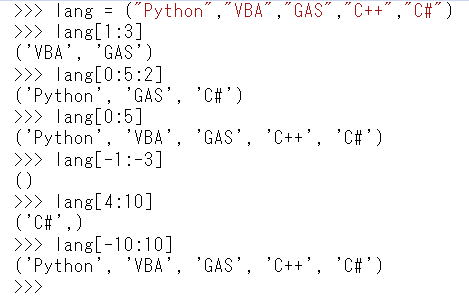 >>> lang = ("Python","VBA","GAS","C++","C#")
>>> lang[1:3]
('VBA', 'GAS')
>>> lang[0:5:2]
('Python', 'GAS', 'C#')
>>> lang[0:5]
('Python', 'VBA', 'GAS', 'C++', 'C#')
>>> lang[-1:-3]
()
>>> lang[4:10]
('C#',)
>>> lang[-10:10]
('Python', 'VBA', 'GAS', 'C++', 'C#')
>>>